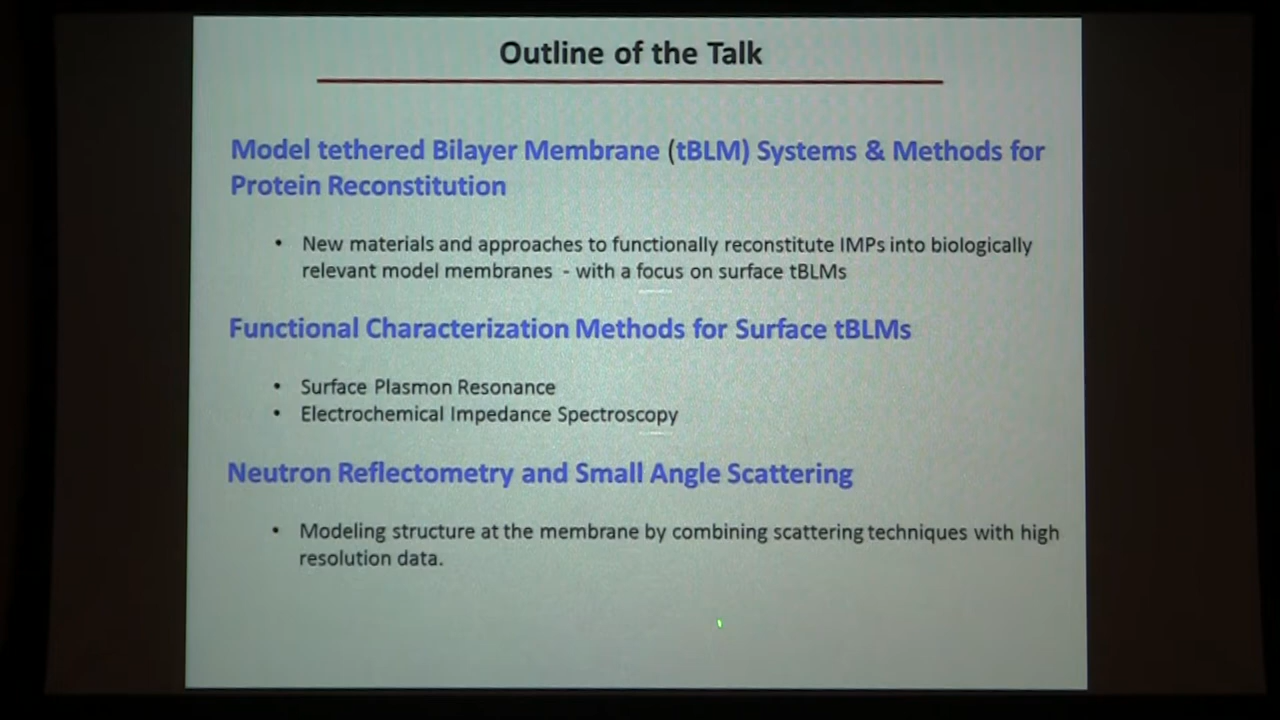 Outline of the Talk
Model tethered Bilayer Membrane (tBLM) Systems & Methods for
Protein Reconstitution
• New materials and approaches to functionally reconstitute IMPs into biologically
relevant model membranes - with a focus on surface tBLMs
Functional Characterization Methods for Surface tBLMs
• Surface Plasmon Resonance
• Electrochemical Impedance Spectroscopy
Neutron Reflectometry and Small Angle Scattering
• Modeling structure at the membrane by combining scattering techniques with high
resolution data.